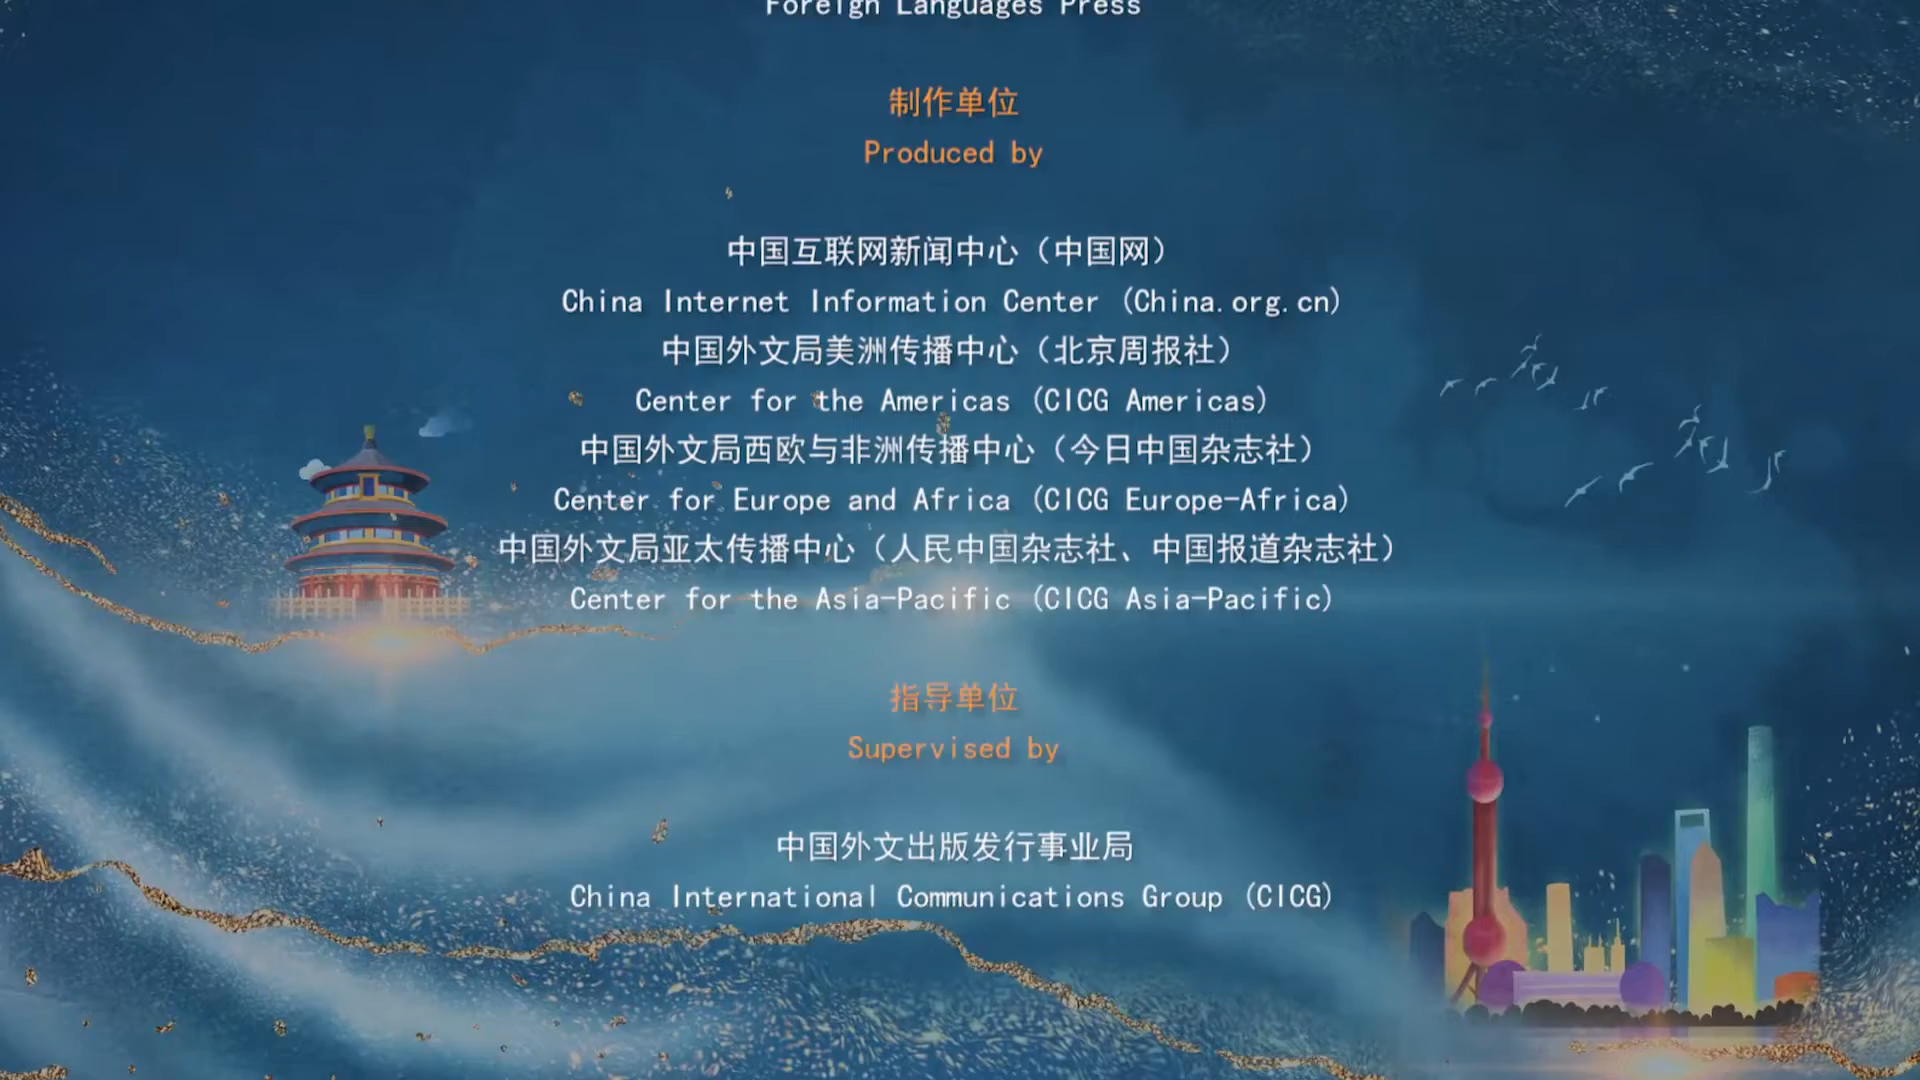 Foreign Languages Press
制作单位
Produced by
中国互联网新闻中心（中国网）
China Internet Information Center (China.org.cn)
中国外文局美洲传播中心（北京周报社）
Center for the Americas (CICG Americas)
中国外文局西欧与非洲传播中心（今日中国杂志社）
Center for Europe and Africa (CICG Europe-Africa)
中国外文局亚太传播中心（人民中国杂志社、中国报道杂志社）
Center for the Asia-Pacific (CICG Asia-Pacific)
指导单位
Supervised by
中国外文出版发行事业局
China International Communications Group (CICG)